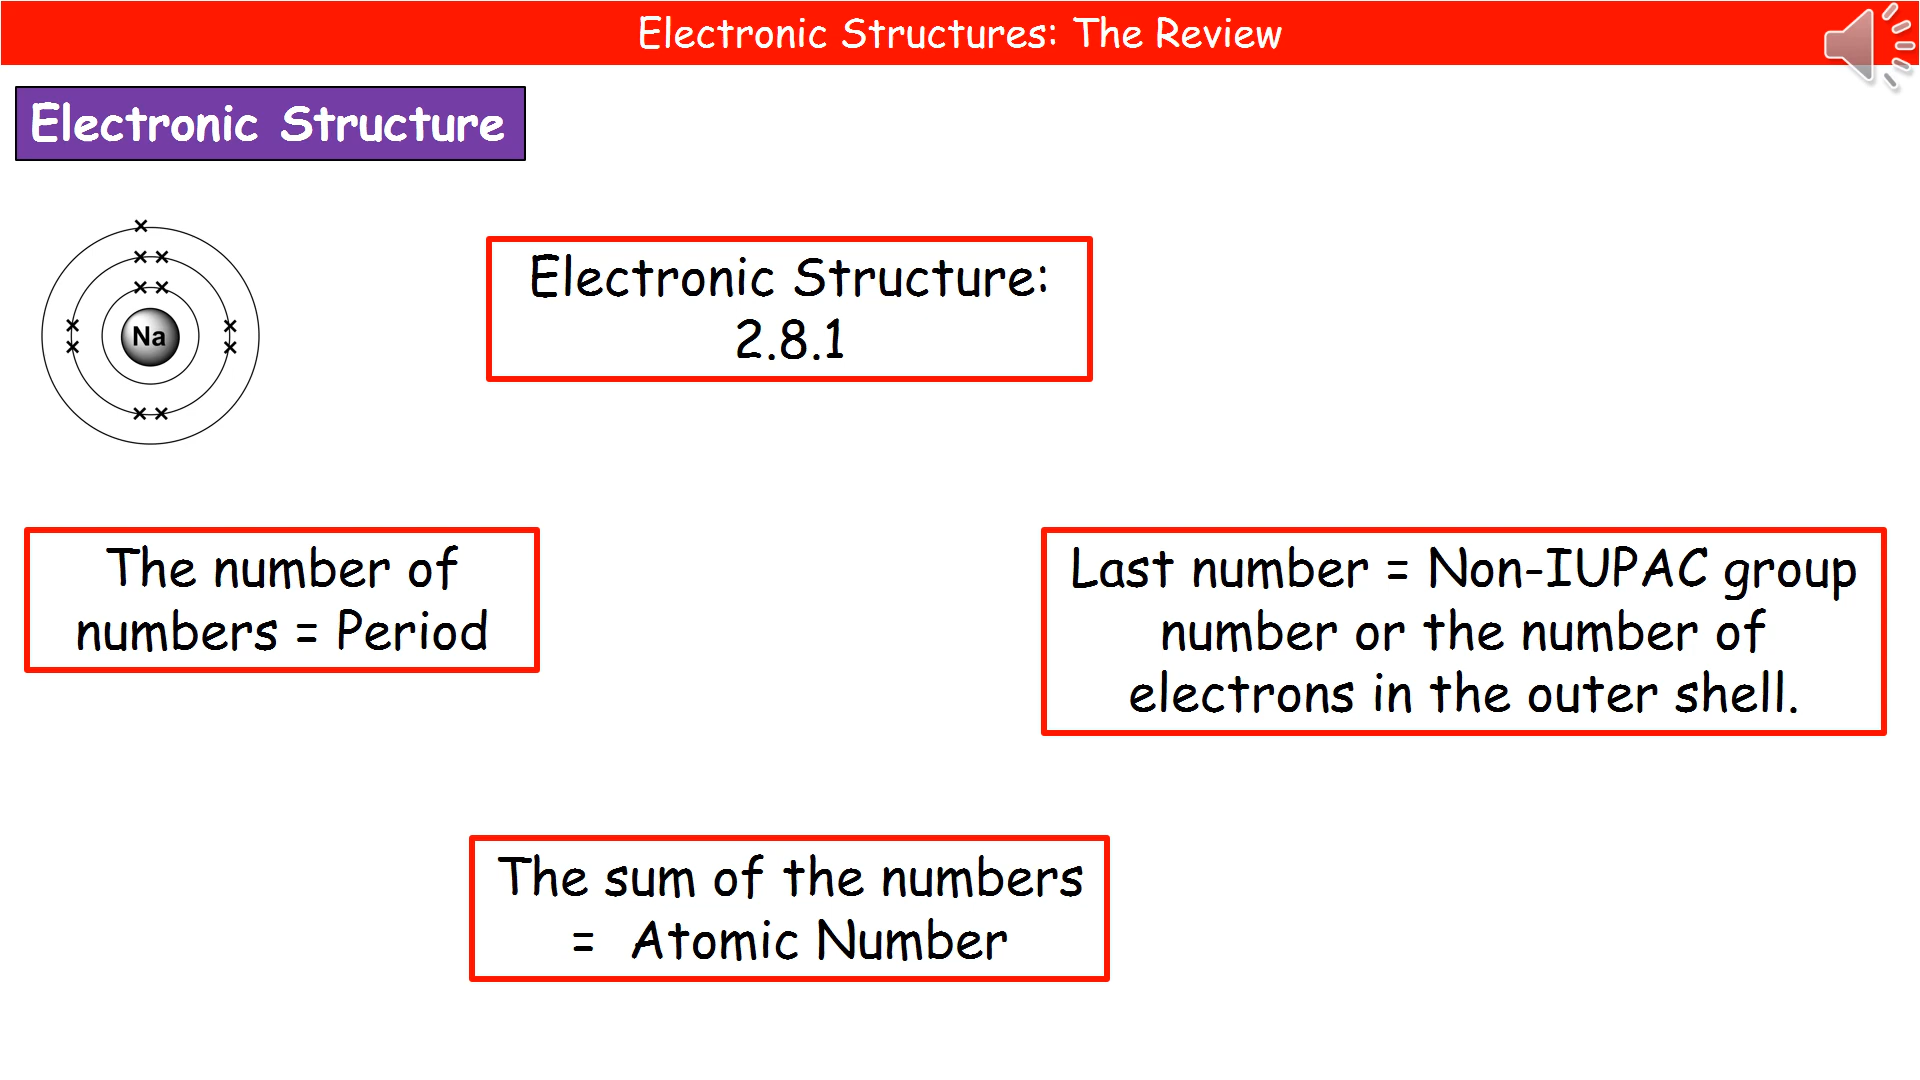 Electronic Structures: The Review
Electronic Structure
Na
Electronic Structure:
2.8.1
The number of
numbers = Period
Last number = Non-IUPAC group
number or the number of
electrons in the outer shell.
The sum of the numbers
= Atomic Number